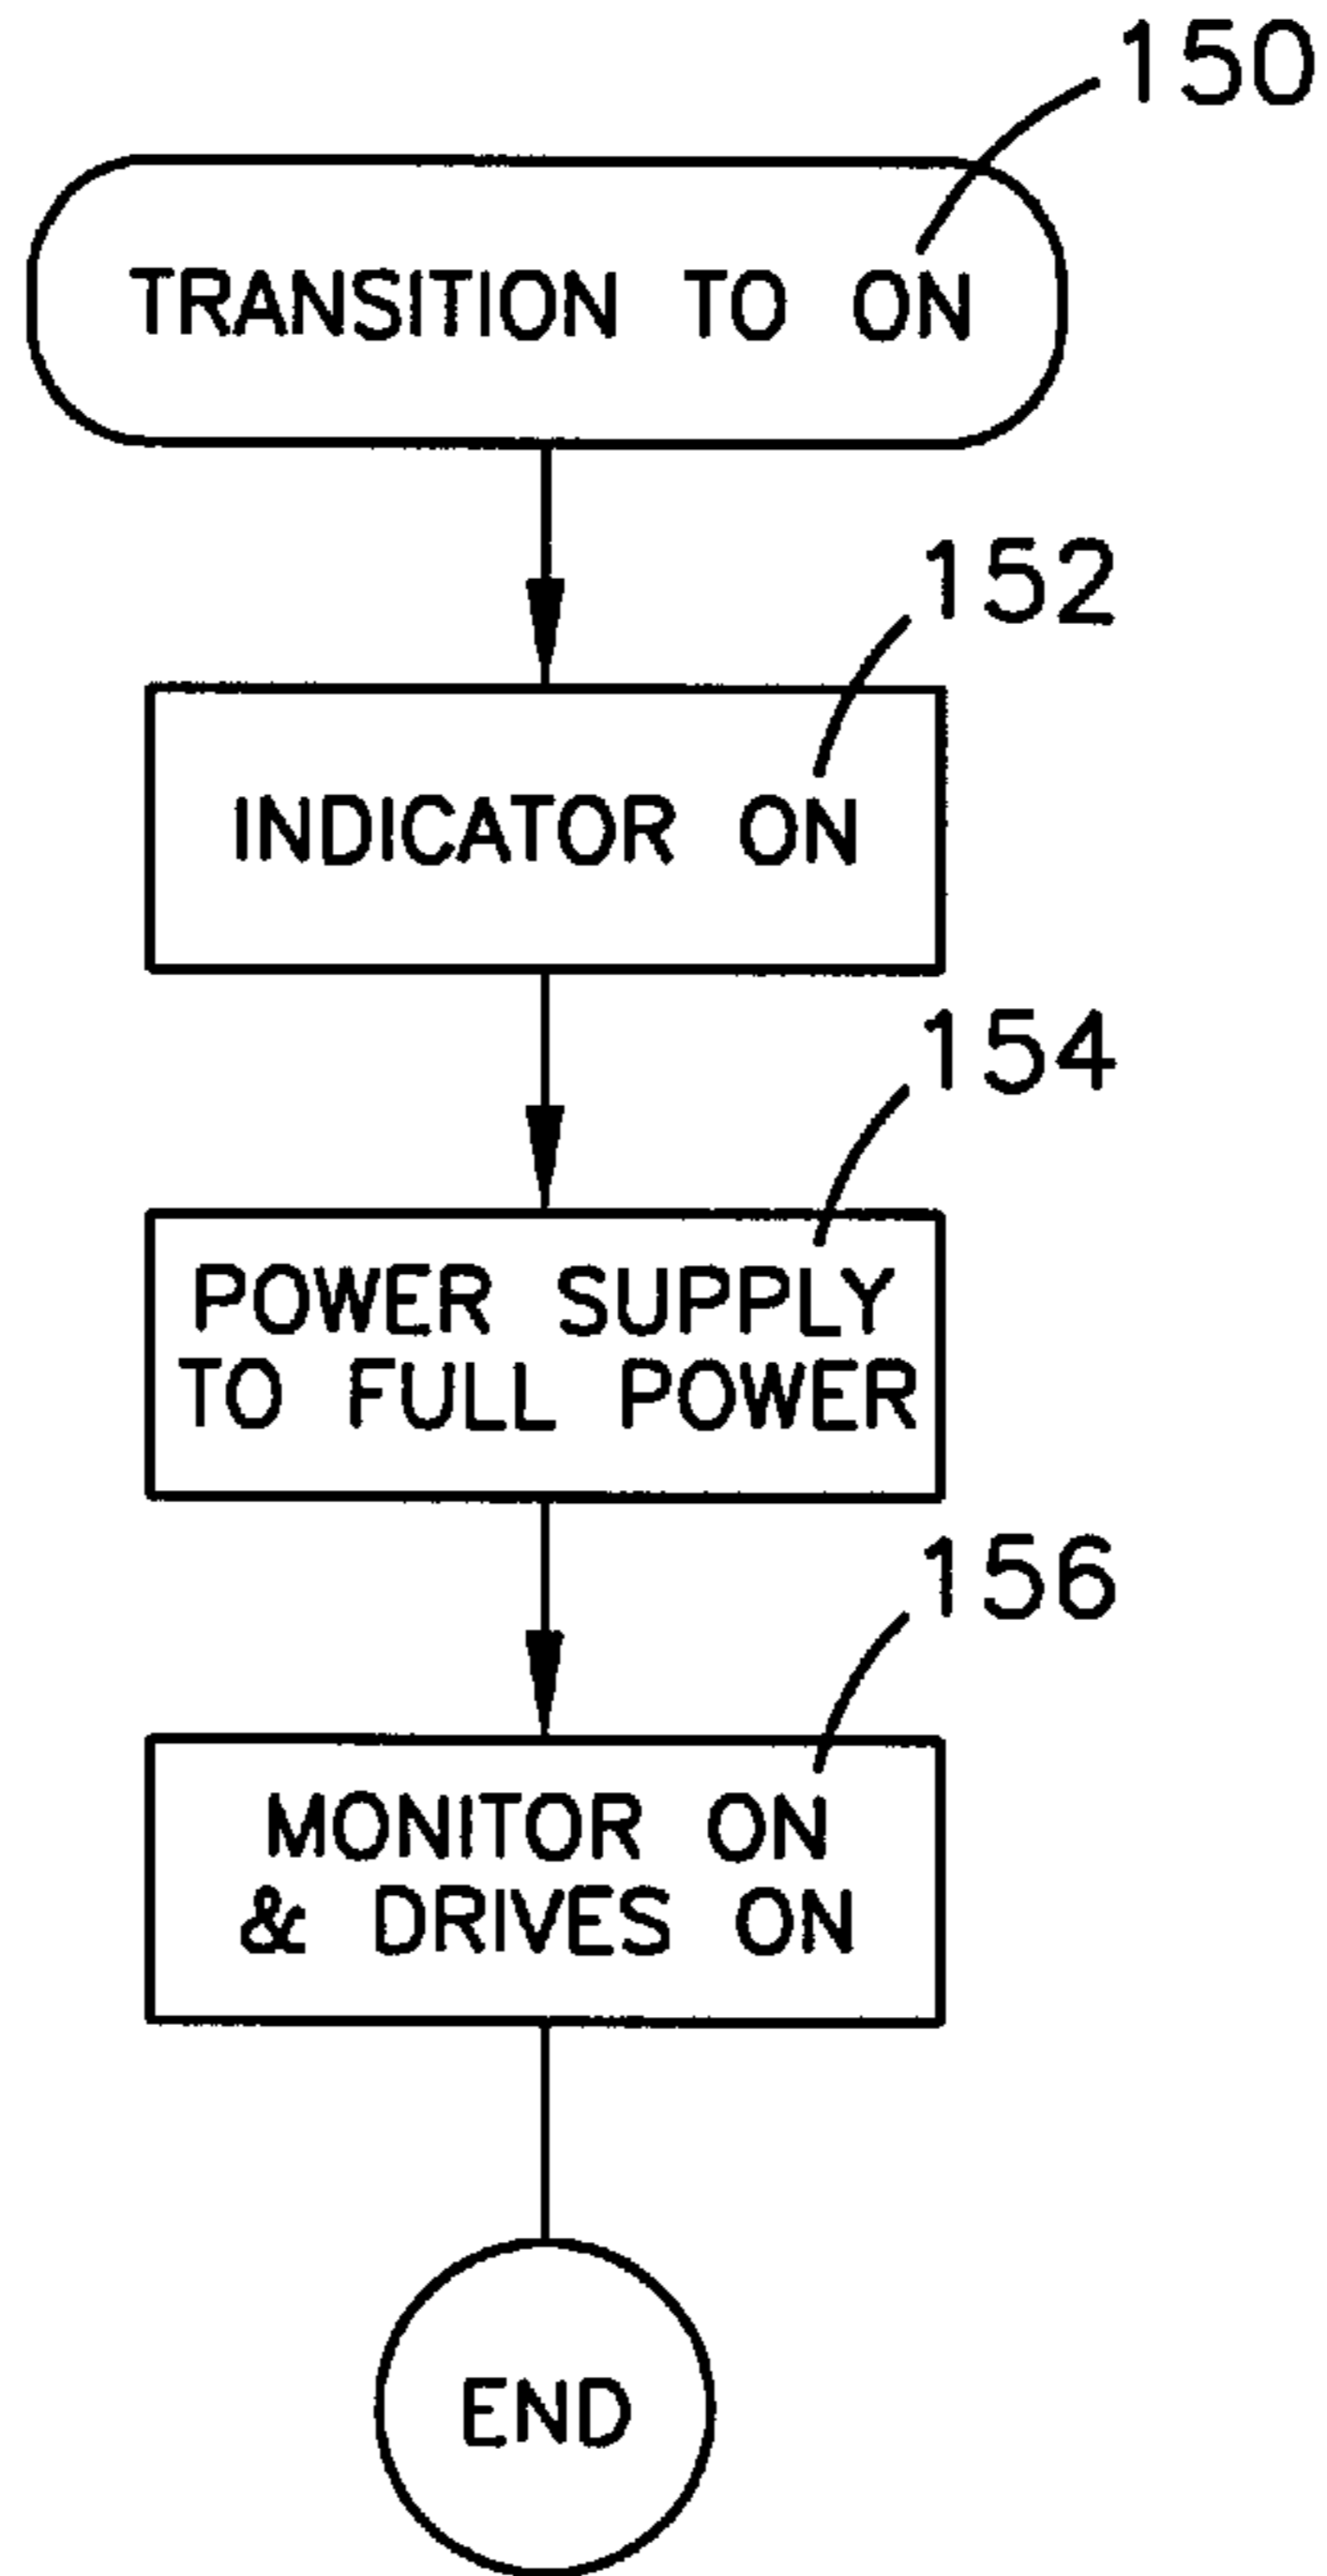 150
TRANSITION TO ON
152
INDICATOR ON
154
POWER SUPPLY
TO FULL POWER
156
MONITOR ON
& DRIVES ON
END